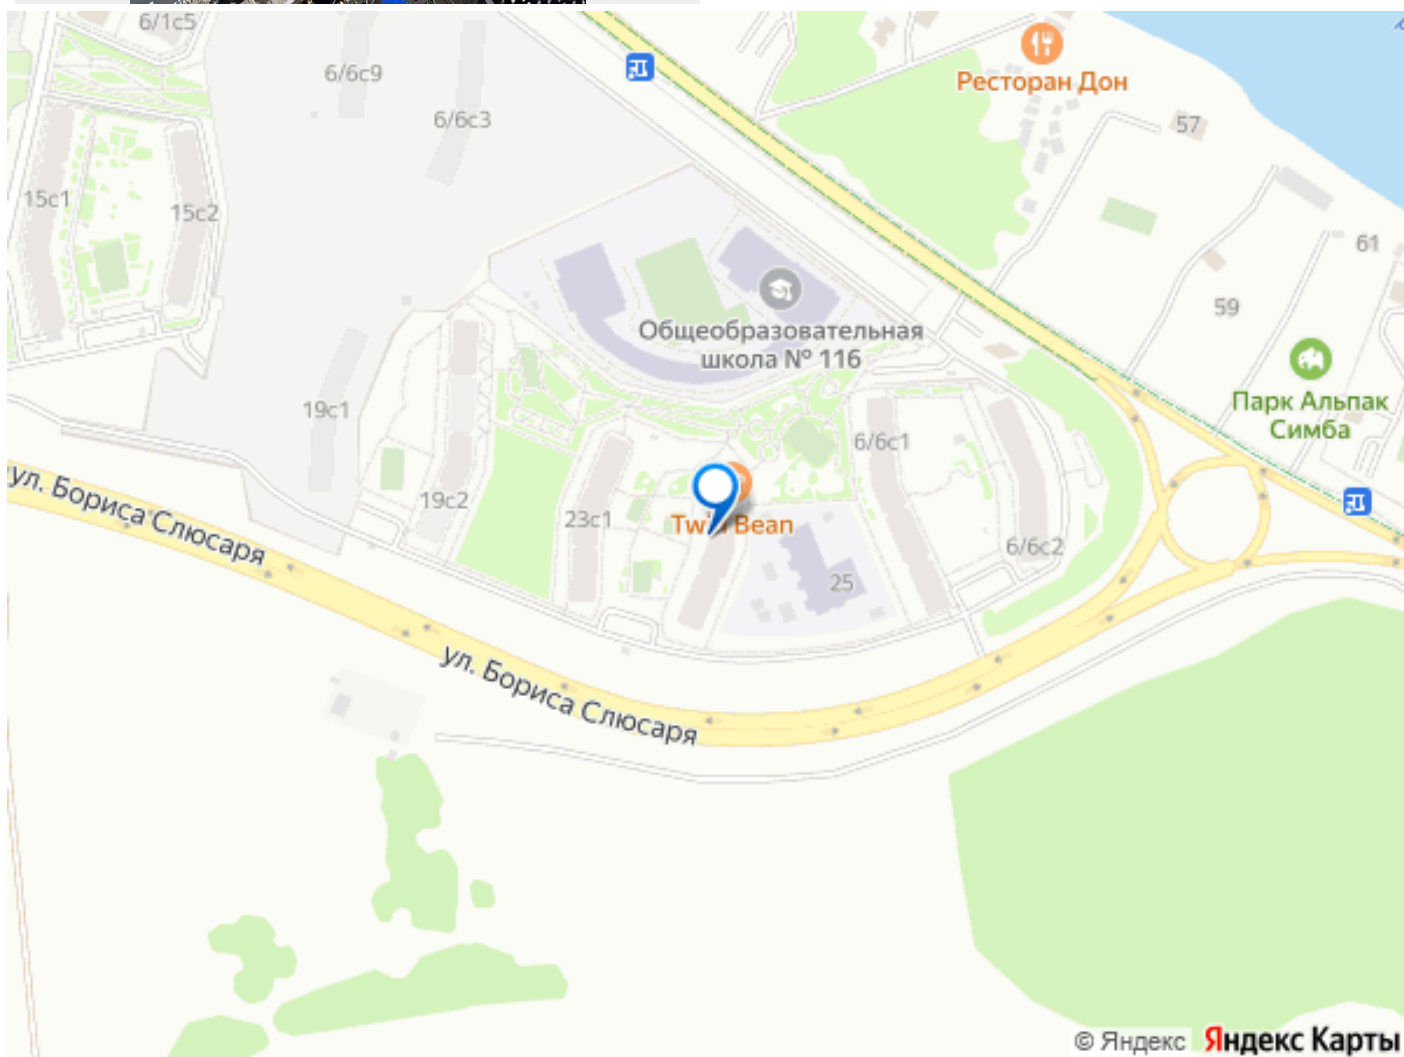 6/1с5
6/6с9
6/6с3
Ресторан Дон
57
15с1
15с2
61
59
Общеобразовательная
школа № 116
Парк Альпак
Симба
19с1
6/6с1
19с2
23с1
Bean
6/6с2
25
ул. Бориса Слюсаря
ул. Бориса Слюсаря
© Яндекс Яндекс Карты